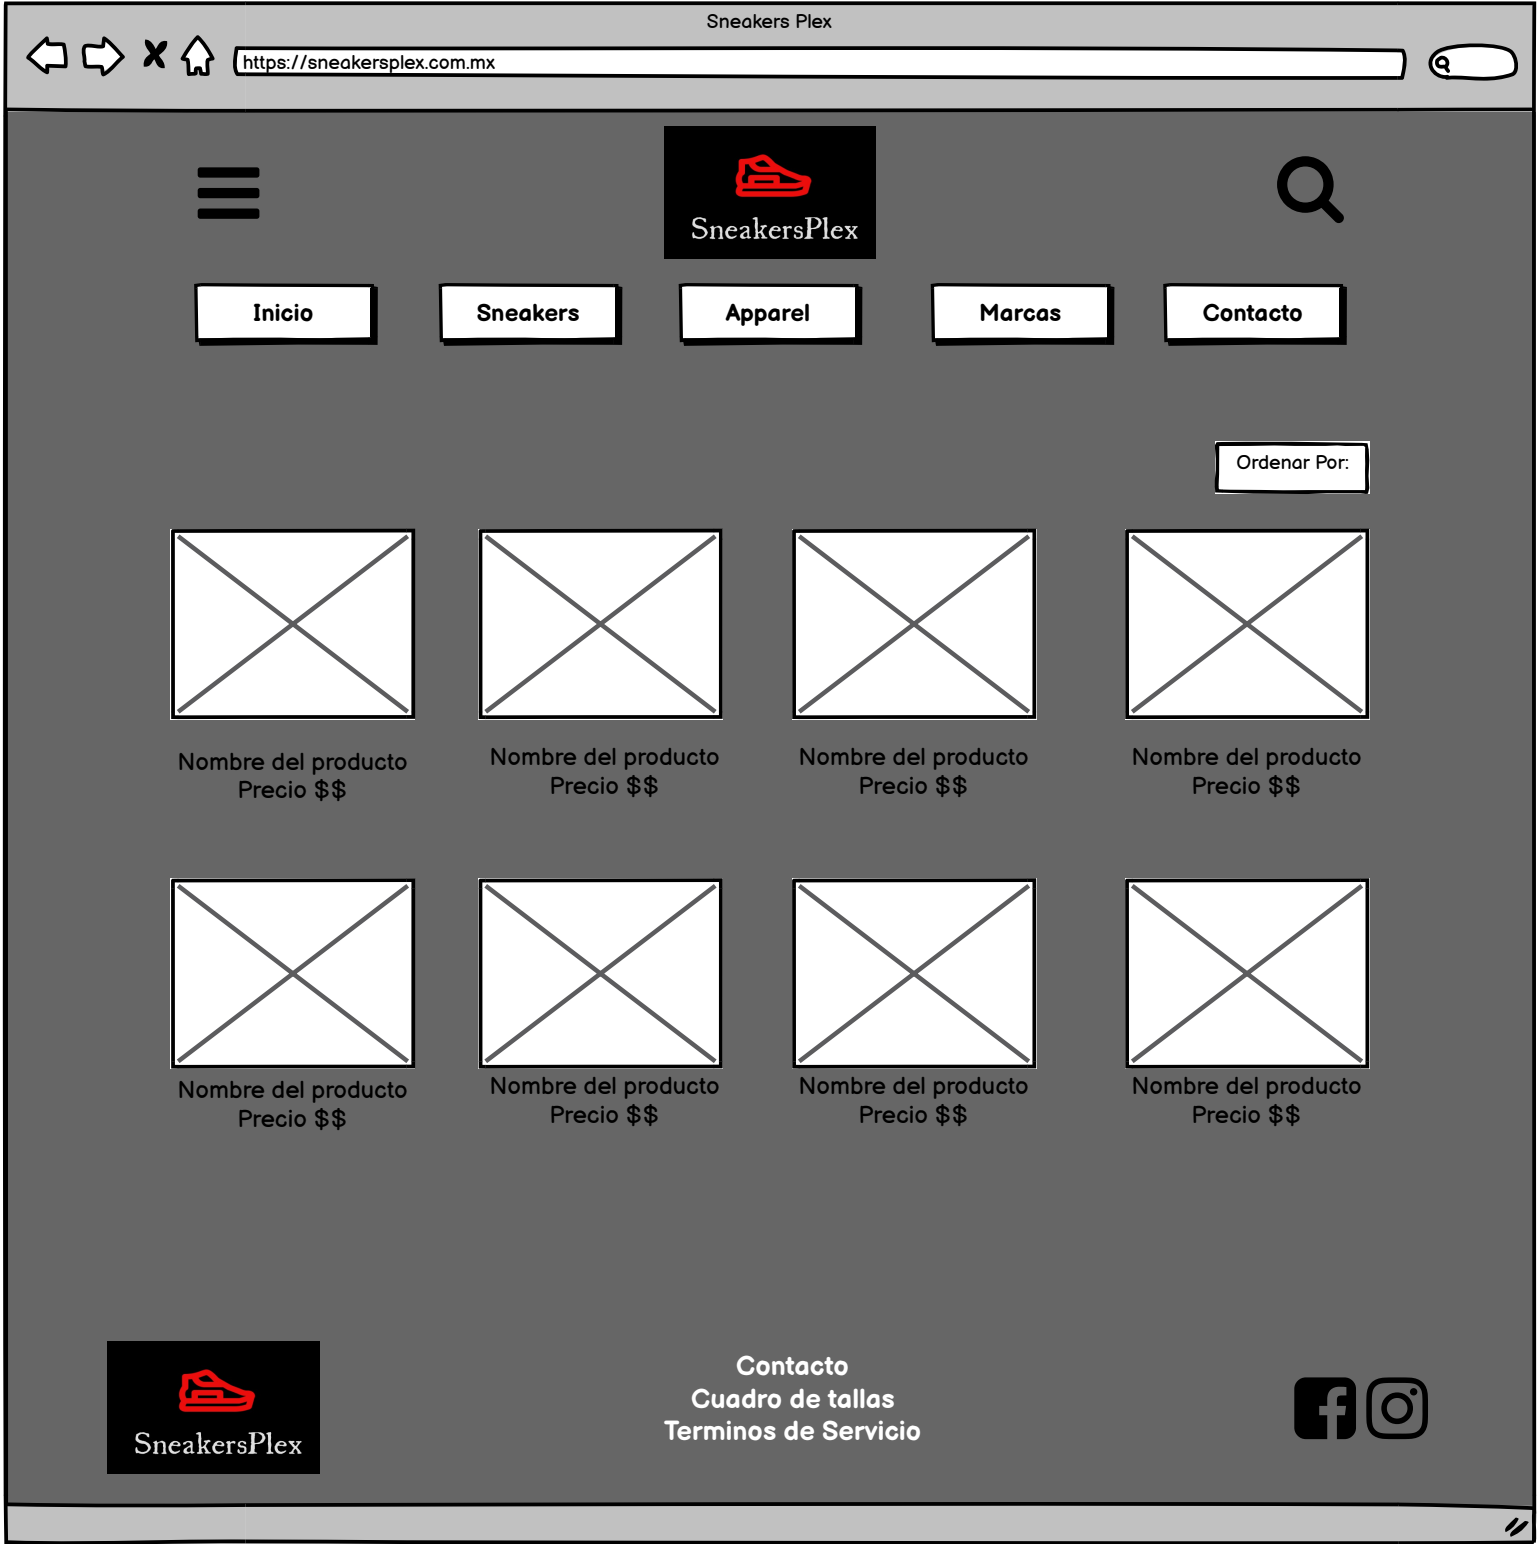 Sneakers Plex
https://sneakersplex.com.mx
SneakersPlex
Inicio
Sneakers
Apparel
Marcas
Contacto
Ordenar Por:
Nombre del producto
Precio $$
Nombre del producto
Precio $$
Nombre del producto
Precio $$
Nombre del producto
Precio $$
Nombre del producto
Precio $$
Nombre del producto
Precio $$
Nombre del producto
Precio $$
Nombre del producto
Precio $$
SneakersPlex
Contacto
Cuadro de tallas
Terminos de Servicio